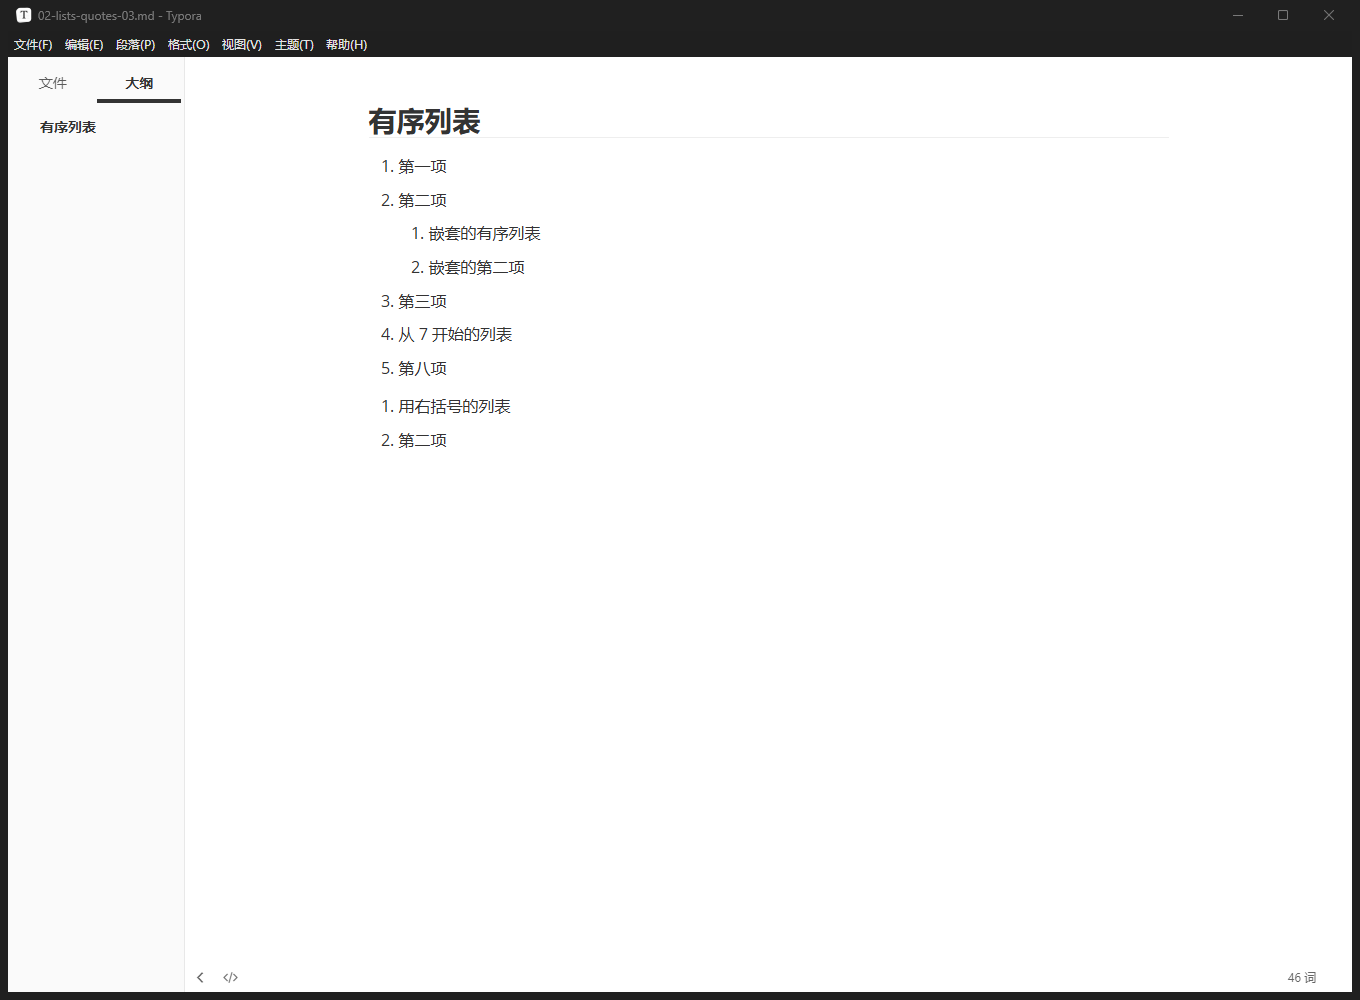 T 02-lists-quotes-03.md - Typora
文件(F) 编辑(E) 段落(P) 格式(O) 视图(V) 主题(T) 帮助(H)
文件 大纲
有序列表
有序列表
1. 第一项
2. 第二项
1. 嵌套的有序列表
2. 嵌套的第二项
3. 第三项
4. 从 7 开始的列表
5. 第八项
1. 用右括号的列表
2. 第二项
</> 46 词